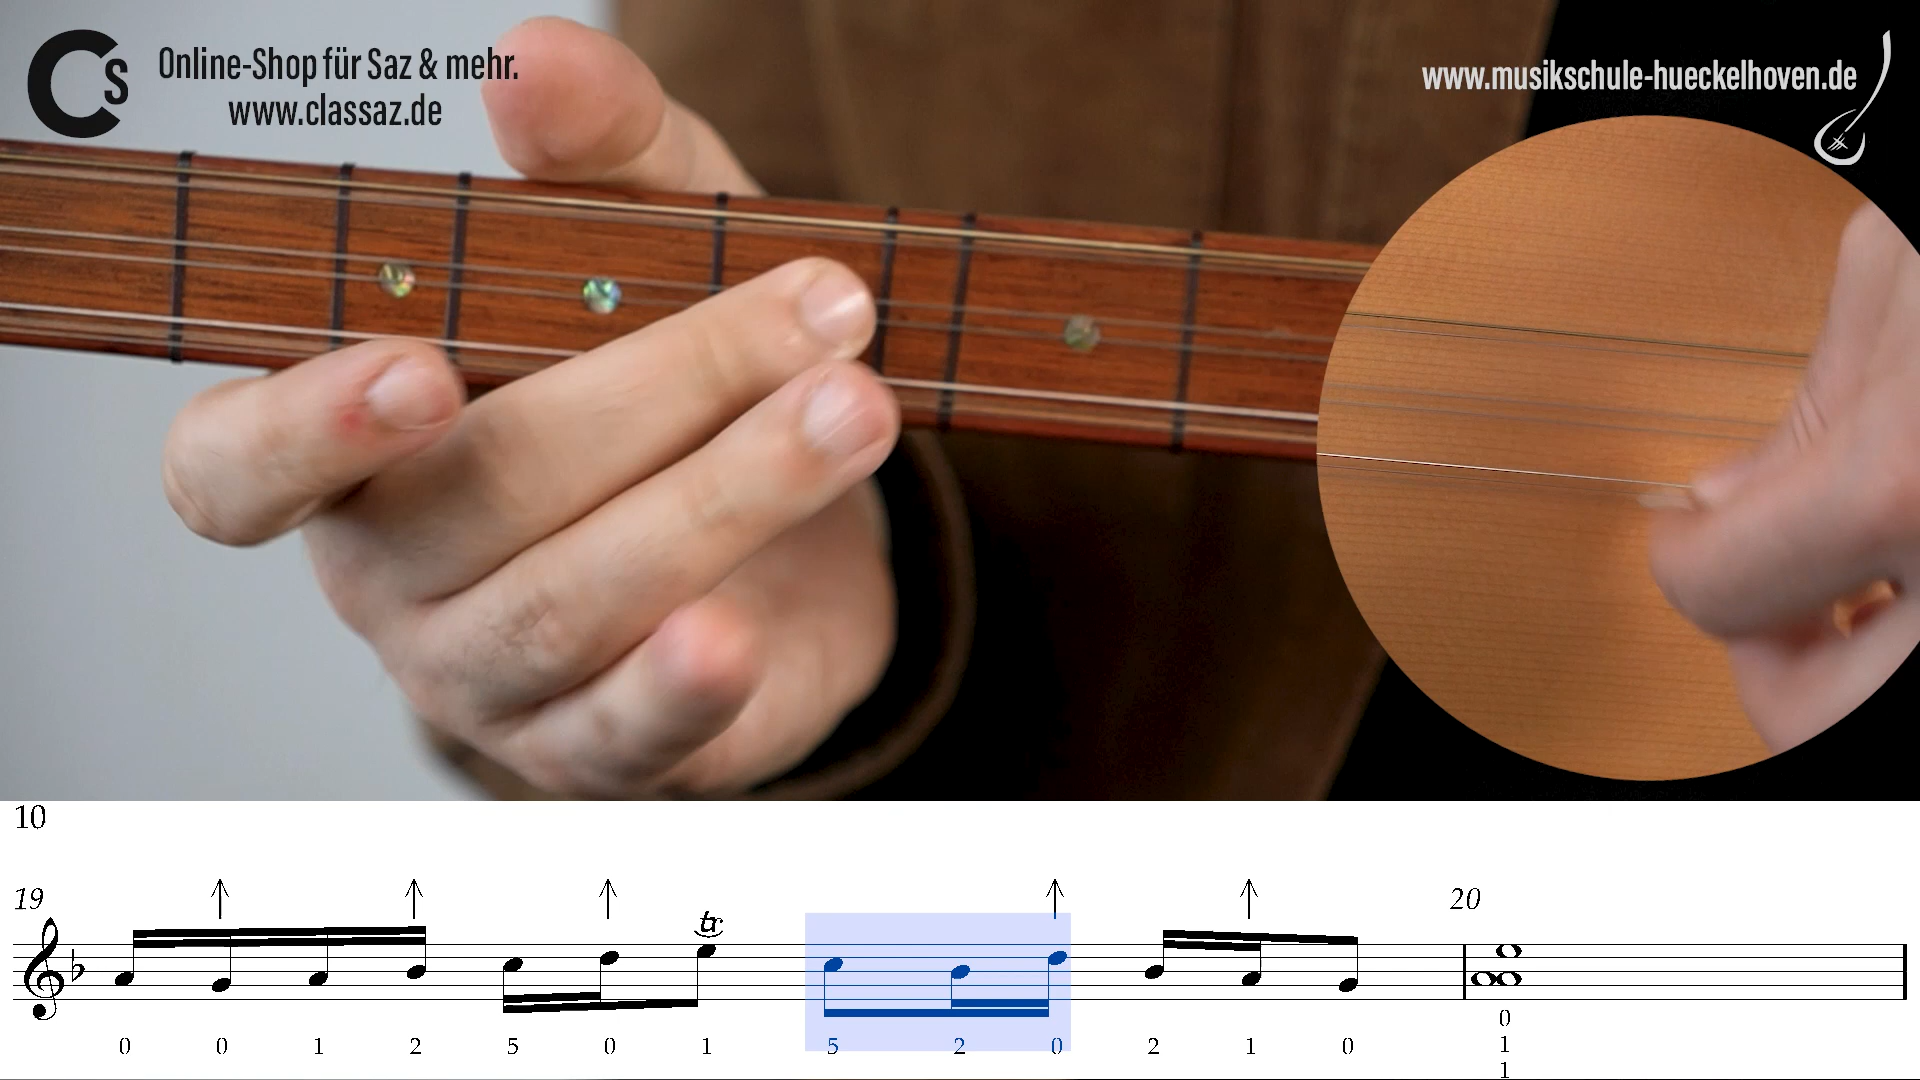 Cs
Online-Shop für Saz & mehr.
www.classaz.de
www.musikschule-hueckelhoven.de
10
19
20
tr
0 0 1 2 5 0 1 5 2 0 2 1 0 0
1
1